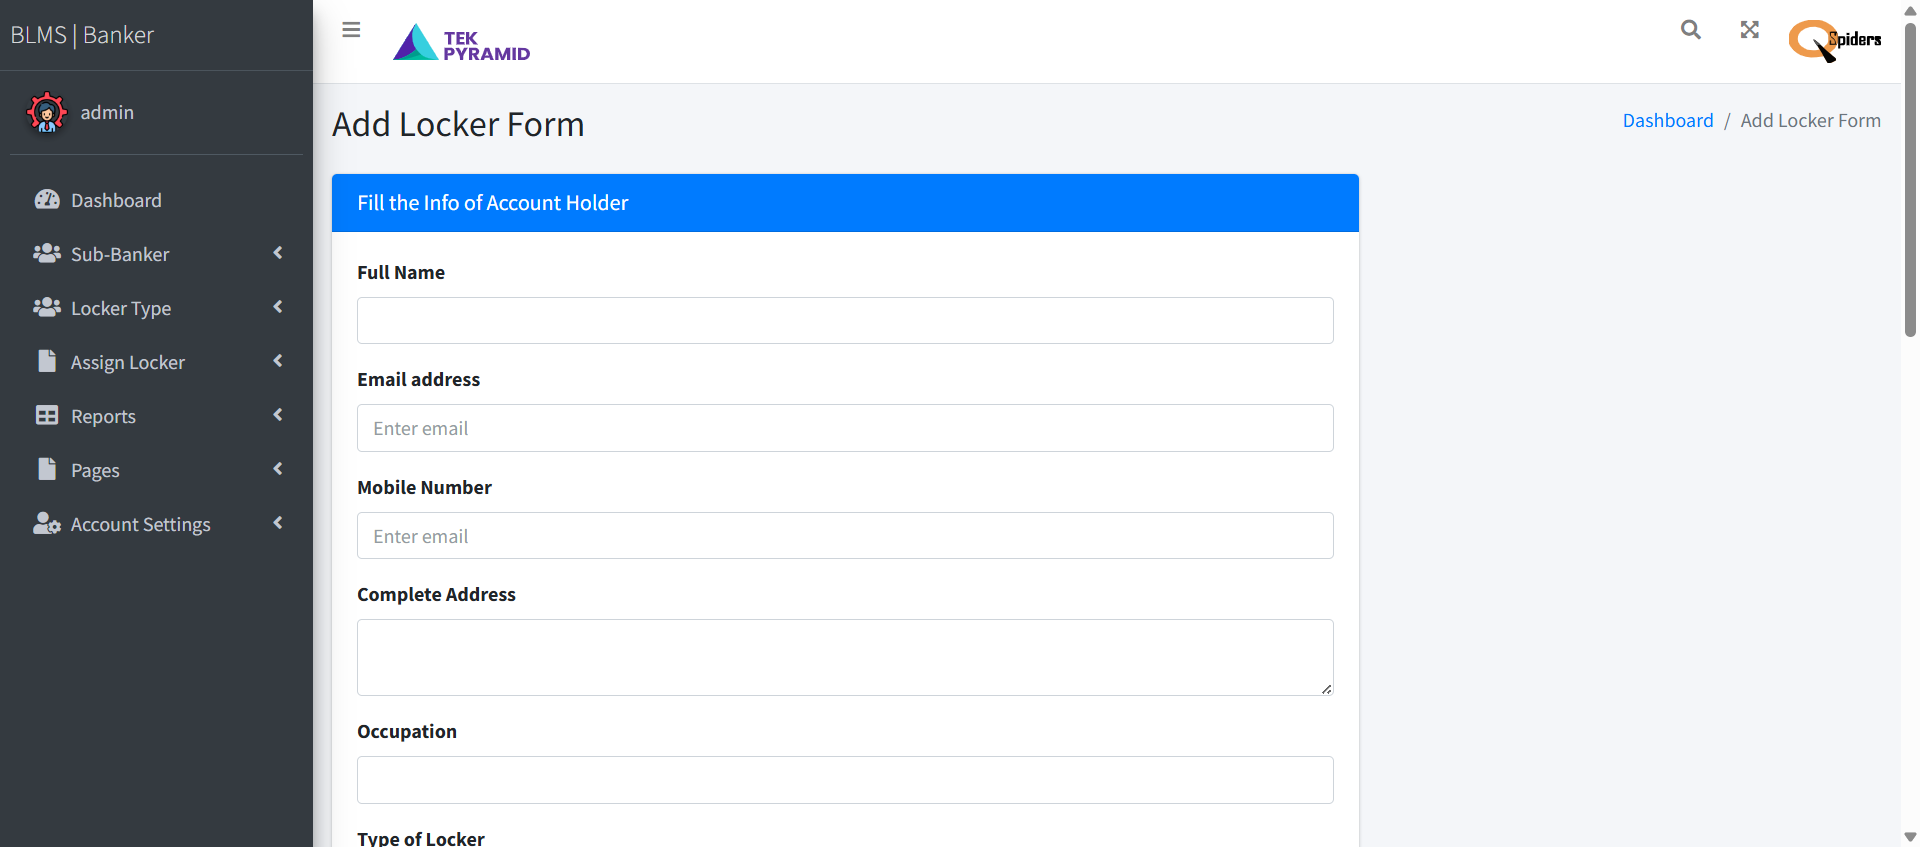 BLMS | Banker
admin
Dashboard
Sub-Banker
Locker Type
Assign Locker
Reports
Pages
Account Settings
TEK
PYRAMID
Spiders
Add Locker Form
Dashboard / Add Locker Form
Fill the Info of Account Holder
Full Name
Email address
Enter email
Mobile Number
Enter email
Complete Address
Occupation
Type of Locker